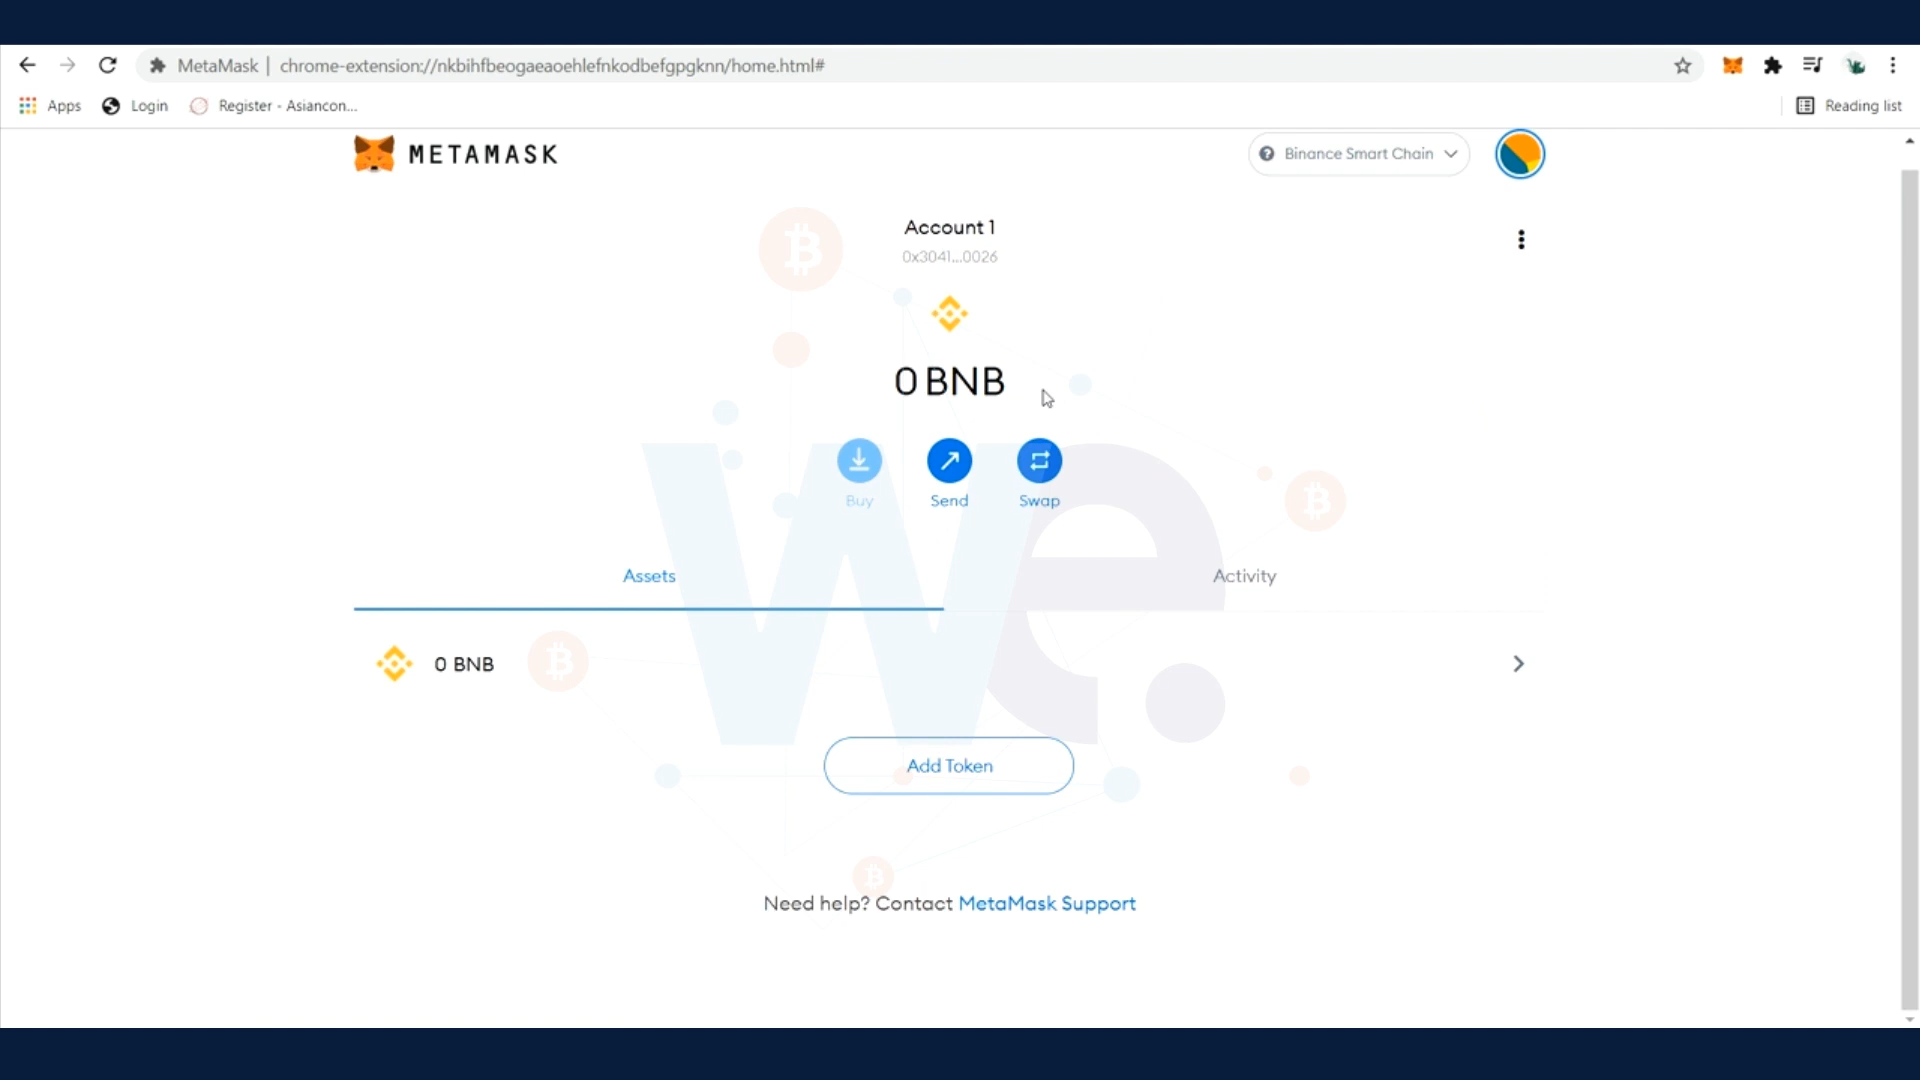 MetaMask | chrome-extension://nkbihfbeogaeaoehlefnkodbefgpgknn/home.html#
Apps Login Register - Asiancon... Reading list
METAMASK Binance Smart Chain
Account 1
0x3041...0026
0 BNB
Buy Send Swap
Assets Activity
0 BNB
we.
Add Token
Need help? Contact MetaMask Support